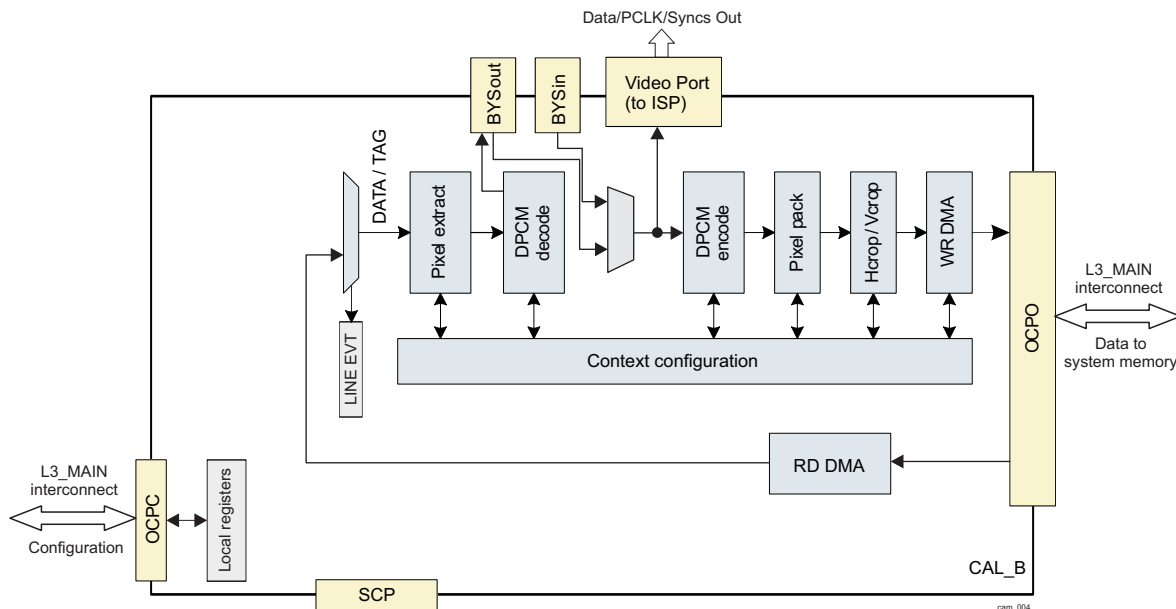 Data/PCLK/Syncs Out
BYSout
BYSin
Video Port
(to ISP)
DATA / TAG
Pixel extract
DPCM
decode
DPCM
encode
Pixel pack
Hcrop / Vcrop
WR DMA
OCPO
L3_MAIN
interconnect
Data to
system memory
LINE EVT
Context configuration
RD DMA
L3_MAIN
interconnect
Configuration
OCPC
Local registers
SCP
CAL_B
cam_004